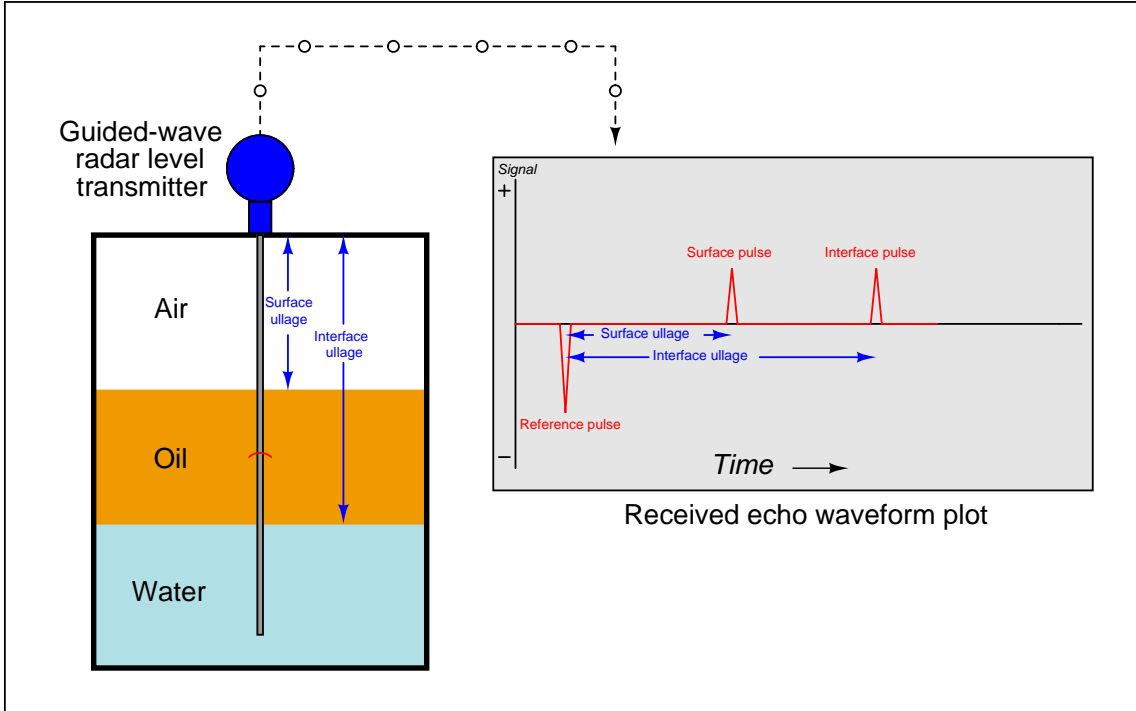 Guided-wave
radar level
transmitter
Air
Oil
Water
Surface
ullage
Interface
ullage
Signal
+
Surface pulse
Interface pulse
Surface ullage
Interface ullage
Reference pulse
–
Time
Received echo waveform plot